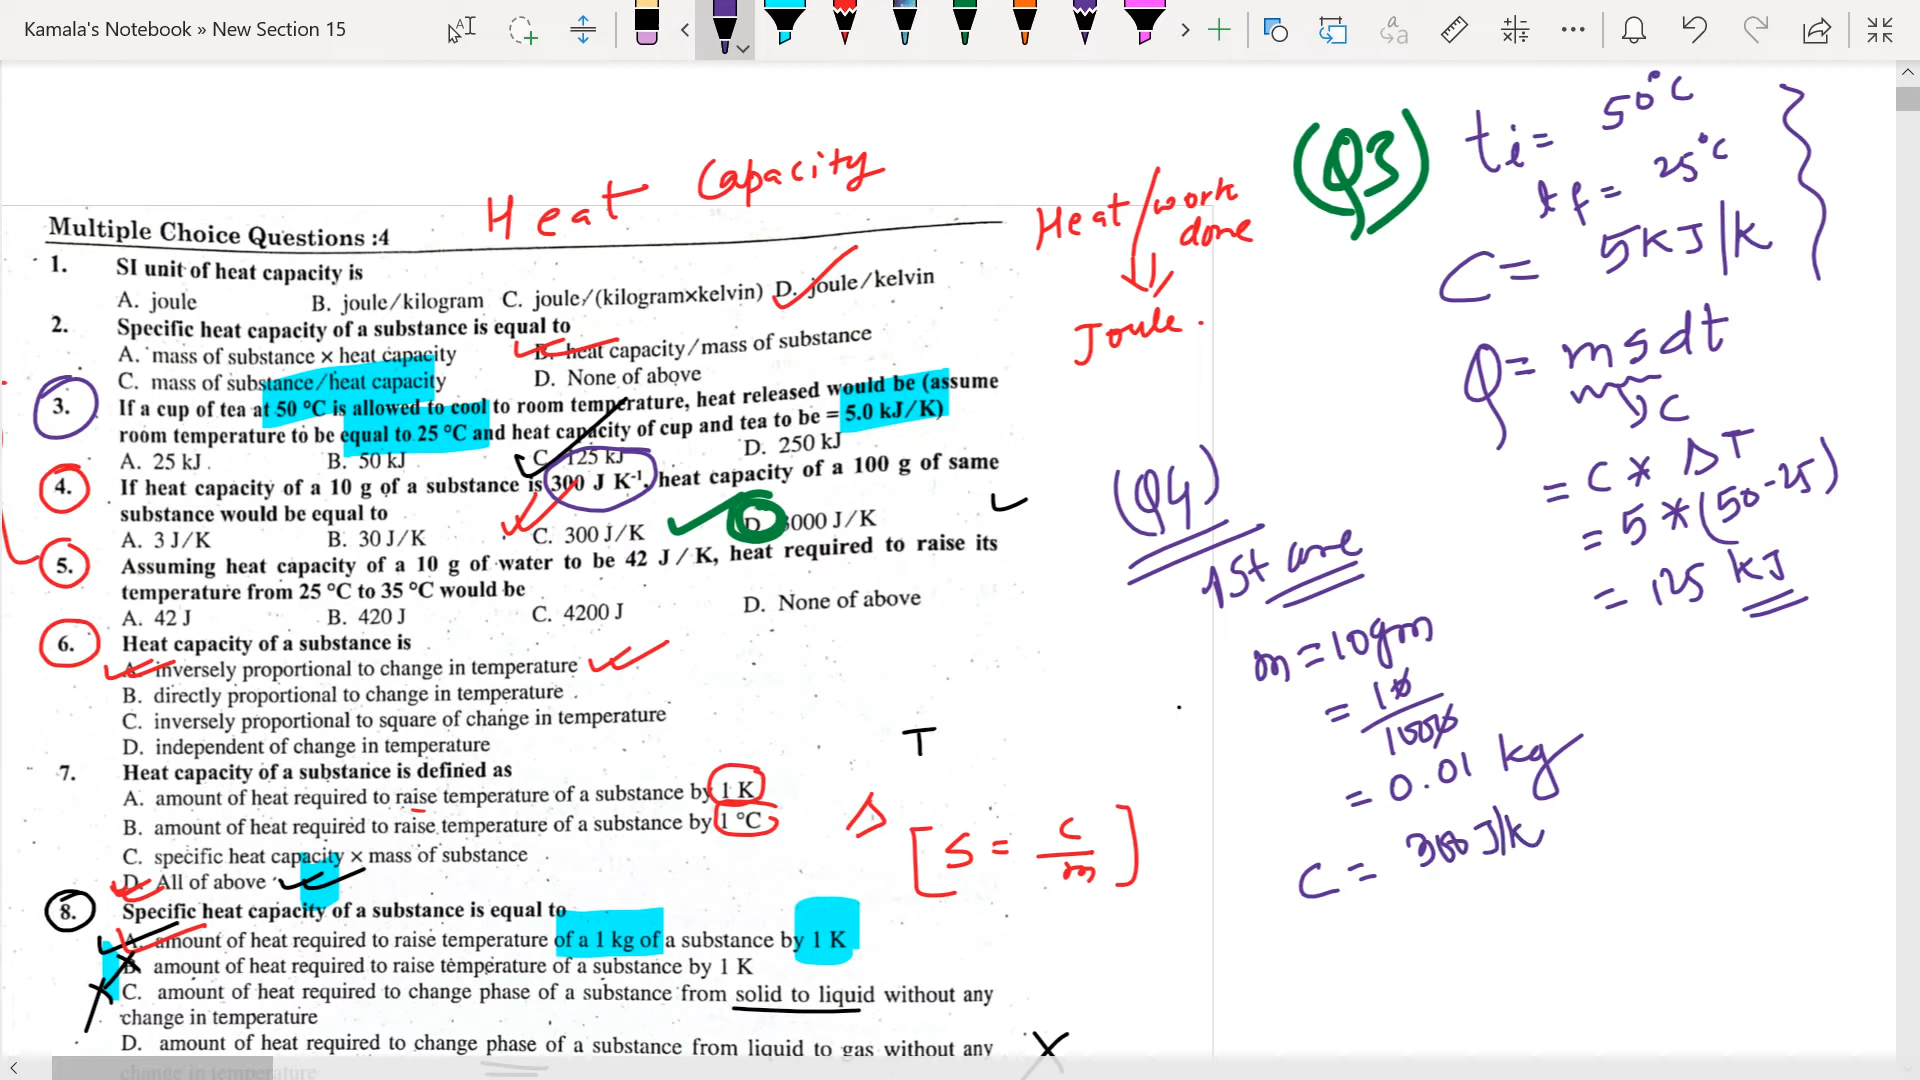 Kamala's Notebook » New Section 15
Heat Capacity
Multiple Choice Questions :4
1. SI unit of heat capacity is
A. joule B. joule/kilogram C. joule/(kilogram×kelvin) D. joule/kelvin
2. Specific heat capacity of a substance is equal to
A. mass of substance × heat capacity B. heat capacity/mass of substance
C. mass of substance/heat capacity D. None of above
3. If a cup of tea at 50 °C is allowed to cool to room temperature, heat released would be (assume
room temperature to be equal to 25 °C and heat capacity of cup and tea to be = 5.0 kJ/K)
A. 25 kJ B. 50 kJ C. 125 kJ D. 250 kJ
4. If heat capacity of a 10 g of a substance is 300 J K⁻¹, heat capacity of a 100 g of same
substance would be equal to
A. 3 J/K B. 30 J/K C. 300 J/K D. 3000 J/K
5. Assuming heat capacity of a 10 g of water to be 42 J/K, heat required to raise its
temperature from 25 °C to 35 °C would be
A. 42 J B. 420 J C. 4200 J D. None of above
6. Heat capacity of a substance is
A. inversely proportional to change in temperature
B. directly proportional to change in temperature
C. inversely proportional to square of change in temperature
D. independent of change in temperature
7. Heat capacity of a substance is defined as
A. amount of heat required to raise temperature of a substance by 1 K
B. amount of heat required to raise temperature of a substance by 1 °C
C. specific heat capacity × mass of substance
D. All of above
8. Specific heat capacity of a substance is equal to
A. amount of heat required to raise temperature of a 1 kg of a substance by 1 K
B. amount of heat required to raise temperature of a substance by 1 K
C. amount of heat required to change phase of a substance from solid to liquid without any
change in temperature
D. amount of heat required to change phase of a substance from liquid to gas without any
change in temperature
Heat/work
done
Joule.
T
Δ
[S = c/m]
(Q3)
ti = 50°C
tf = 25°C
C = 5KJ/K
Q = msdt
C
= C * ΔT
= 5 * (50-25)
= 125 KJ
(Q4)
m = 10gm
= 10/1000
= 0.01 kg
C = 300 J/K